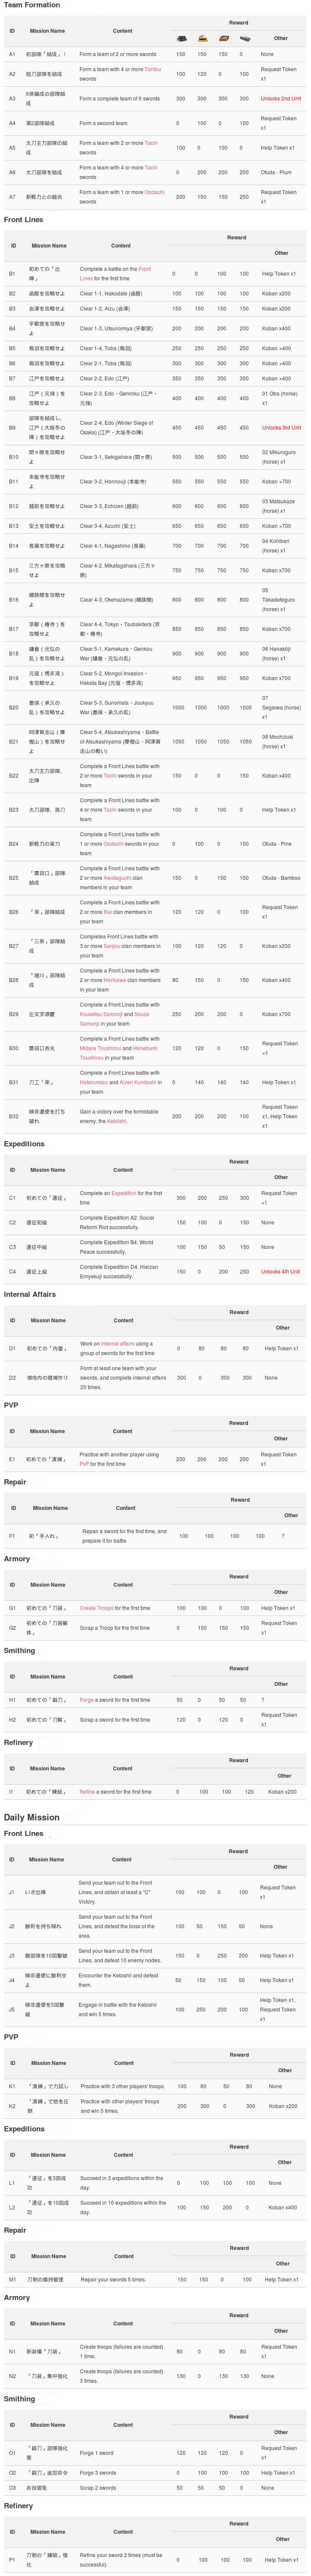 Team Formation
ID Mission Name Content Reward
Other
A1 初部隊「結成」! Form a team of 2 or more swords 150 150 150 0 None
A2 短刀部隊を結成 Form a team with 4 or more Tantou swords 100 120 0 100 Request Token x1
A3 6体編成の部隊結成 Form a complete team of 6 swords 300 300 300 300 Unlocks 2nd Unit
A4 第2部隊結成 Form a second team 0 100 0 100 Request Token x1
A5 太刀主力部隊の結成 Form a team with 2 or more Tachi swords 100 0 100 0 Help Token x1
A6 太刀部隊を結成 Form a team with 4 or more Tachi swords 0 200 200 200 Ofuda - Plum
A7 新戦力との融合 Form a team with 1 or more Oodachi swords 200 150 150 250 Request Token x1
Front Lines
ID Mission Name Content Reward
Other
B1 初めての「出陣」 Complete a battle on the Front Lines for the first time 0 0 100 100 Help Token x1
B2 函館を攻略せよ Clear 1-1, Hakodate (函館) 100 100 100 100 Koban x200
B3 会津を攻略せよ Clear 1-2, Aizu (会津) 150 150 150 150 Koban x200
B4 宇都宮を攻略せよ Clear 1-3, Utsunomiya (宇都宮) 200 200 200 200 Koban x400
B5 鳥羽を攻略せよ Clear 1-4, Toba (鳥羽) 250 250 250 250 Koban ×400
B6 鳥羽を攻略せよ Clear 2-1, Toba (鳥羽) 300 300 300 300 Koban ×400
B7 江戸を攻略せよ Clear 2-2, Edo (江戸) 350 350 350 350 Koban ×400
B8 江戸(元禄)を攻略せよ Clear 2-3, Edo・Genroku (江戸・元禄) 400 400 400 400 01 Oba (horse) x1
B9 部隊を結成し、江戸(大阪冬の陣)を攻略せよ Clear 2-4, Edo (Winter Siege of Osaka) (江戸・大坂冬の陣) 450 450 450 450 Unlocks 3rd Unit
B10 関ヶ原を攻略せよ Clear 3-1, Sekigahara (関ヶ原) 500 500 500 500 02 Mikuniguro (horse) x1
B11 本能寺を攻略せよ Clear 3-2, Honnouji (本能寺) 550 550 550 550 Koban ×700
B12 越前を攻略せよ Clear 3-3, Echizen (越前) 600 600 600 600 03 Matsukaze (horse) x1
B13 安土を攻略せよ Clear 3-4, Azuchi (安土) 650 650 650 650 Koban ×700
B14 長篠を攻略せよ Clear 4-1, Nagashino (長篠) 700 700 700 700 04 Kohibari (horse) x1
B15 三方ヶ原を攻略せよ Clear 4-2, Mikatagahara (三方ヶ原) 750 750 750 750 Koban x700
B16 桶狭間を攻略せよ Clear 4-3, Okehazama (桶狭間) 800 800 800 800 05 Takadateguro (horse) x1
B17 京都(椿寺)を攻略せよ Clear 4-4, Tokyo・Tsubakitera (京都・椿寺) 850 850 850 850 Koban x700
B18 鎌倉(元弘の乱)を攻略せよ Clear 5-1, Kamakura・Genkou War (鎌倉・元弘の乱) 900 900 900 900 06 Hanakōji (horse) x1
B19 元寇(博多湾)を攻略せよ Clear 5-2, Mongol Invasion・Hakata Bay (元寇・博多湾) 950 950 950 950 Koban x700
B20 墨俣(承久の乱)を攻略せよ Clear 5-3, Sunomata・Joukyuu War (墨俣・承久の乱) 1000 1000 1000 1000 07 Segaiwa (horse) x1
B21 阿津賀志山(厚樫山)を攻略せよ Clear 5-4, Atsukashiyama・Battle of Atsukashiyama (厚樫山・阿津賀志山の戦い) 1050 1050 1050 1050 08 Mochizuki (horse) x1
B22 太刀主力部隊、出陣 Complete a Front Lines battle with 2 or more Tachi swords in your team 150 0 0 150 Koban x400
B23 太刀部隊、抜刀 Complete a Front Lines battle with 4 or more Tachi swords in your team 100 0 100 0 Help Token x1
B24 新戦力の実力 Complete a Front Lines battle with 1 or more Oodachi swords in your team 0 100 0 100 Ofuda - Pine
B25 「粟田口」部隊結成 Complete a Front Lines battle with 2 or more Awataguchi clan members in your team 150 0 150 150 Ofuda - Bamboo
B26 「来」部隊結成 Complete a Front Lines battle with 2 or more Rai clan members in your team 120 120 0 100 Request Token x1
B27 「三条」部隊結成 Completea Front Lines battle with 3 or more Sanjou clan members in your team 100 120 120 0 Koban x200
B28 「堀川」部隊結成 Complete a Front Lines battle with 2 or more Horikawa clan members in your team 80 150 0 150 Koban x400
B29 左文字源慶 Complete a Front Lines battle with Kousetsu Samonji and Souza Samonji in your team 250 200 200 0 Koban x700
B30 粟田口吉光 Complete a Front Lines battle with Midare Toushirou and Honebami Toushirou in your team 120 120 0 150 Request Token ×1
B31 刀工「来」 Complete a Front Lines battle with Hotarumaru and Aizen Kunitoshi in your team 0 140 140 140 Help Token x1
B32 検非違使を打ち破れ Gain a victory over the formidable enemy, the Kebiishi. 200 200 200 100 Request Token x1, Help Token x1
Expeditions
ID Mission Name Content Reward
Other
C1 初めての「遠征」 Complete an Expedition for the first time 300 200 250 300 Request Token ×1
C2 遠征初級 Complete Expedition A2: Social Reform Riot successfully. 150 100 0 150 None
C3 遠征中級 Complete Expedition B4: World Peace successfully. 100 150 50 150 None
C4 遠征上級 Complete Expedition D4: Hieizan Enryakuji successfully. 150 0 200 250 Unlocks 4th Unit
Internal Affairs
ID Mission Name Content Reward
Other
D1 初めての「内番」 Work on internal affairs using a group of swords for the first time 0 80 80 80 Help Token x1
D2 領地内の環境作り Form at least one team with your swords, and complete internal affairs 20 times. 300 0 300 300 None
PVP
ID Mission Name Content Reward
Other
E1 初めての「演練」 Practice with another player using PvP for the first time 200 200 200 200 Request Token x1
Repair
ID Mission Name Content Reward
Other
F1 初「手入れ」 Repair a sword for the first time, and prepare it for battle 100 100 100 100 ?
Armory
ID Mission Name Content Reward
Other
G1 初めての「刀装」 Create Troops for the first time 100 100 0 100 Help Token x1
G2 初めての「刀装解体」 Scrap a Troop for the first time 0 150 150 150 Request Token x1
Smithing
ID Mission Name Content Reward
Other
H1 初めての「鍛刀」 Forge a sword for the first time 50 0 50 50 ?
H2 初めての「刀解」 Scrap a sword for the first time 120 0 120 0 Request Token x1
Refinery
ID Mission Name Content Reward
Other
I1 初めての「錬結」 Refine a sword for the first time 0 100 100 120 Koban x200
Daily Mission
Front Lines
ID Mission Name Content Reward
Other
J1 いざ出陣 Send your team out to the Front Lines, and obtain at least a "C" Victory. 100 100 0 100 Request Token x1
J2 勝利を持ち帰れ Send your team out to the Front Lines, and defeat the boss of the area. 100 50 150 50 None
J3 敵部隊を10回撃破 Send your team out to the Front Lines, and defeat 10 enemy nodes. 150 0 250 200 Help Token x1
J4 検非違使に勝利せよ Encounter the Kebiishi and defeat them. 50 150 100 50 Help Token x1
J5 検非違使を5回撃破 Engage in battle with the Kebiishi and win 5 times. 100 250 200 100 Help Token x1, Request Token x1
PVP
ID Mission Name Content Reward
Other
K1 「演練」で力試し Practice with 3 other players' troops. 100 80 50 80 None
K2 「演練」で他を圧倒 Practice with other players' troops and win 5 times. 200 300 0 300 Koban x200
Expeditions
ID Mission Name Content Reward
Other
L1 「遠征」を3回成功 Succeed in 3 expeditions within the day. 0 100 100 100 None
L2 「遠征」を10回成功 Succeed in 10 expeditions within the day. 100 150 200 0 Koban x400
Repair
ID Mission Name Content Reward
Other
M1 刀剣の維持管理 Repair your swords 5 times. 150 150 0 100 Help Token x1
Armory
ID Mission Name Content Reward
Other
N1 新装備「刀装」 Create troops (failures are counted) 1 time. 80 0 80 80 Request Token x1
N2 「刀装」集中強化 Create troops (failures are counted) 3 times. 130 0 130 130 None
Smithing
ID Mission Name Content Reward
Other
O1 「鍛刀」部隊強化策 Forge 1 sword 120 120 120 0 Request Token x1
O2 「鍛刀」追加命令 Forge 3 swords 0 100 100 100 Help Token x1
O3 お役御免 Scrap 2 swords 50 50 50 0 None
Refinery
ID Mission Name Content Reward
Other
P1 刀剣の「錬結」強化 Refine your sword 2 times (must be successful). 0 100 100 100 Help Token x1